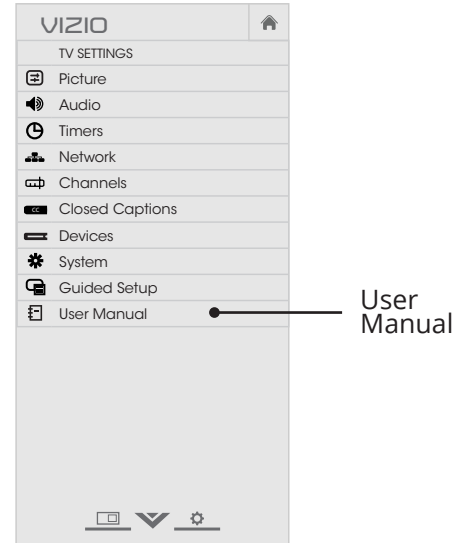 VIZIO
TV SETTINGS
Picture
Audio
Timers
Network
Channels
CC
Closed Captions
Devices
System
Guided Setup
User Manual
User
Manual